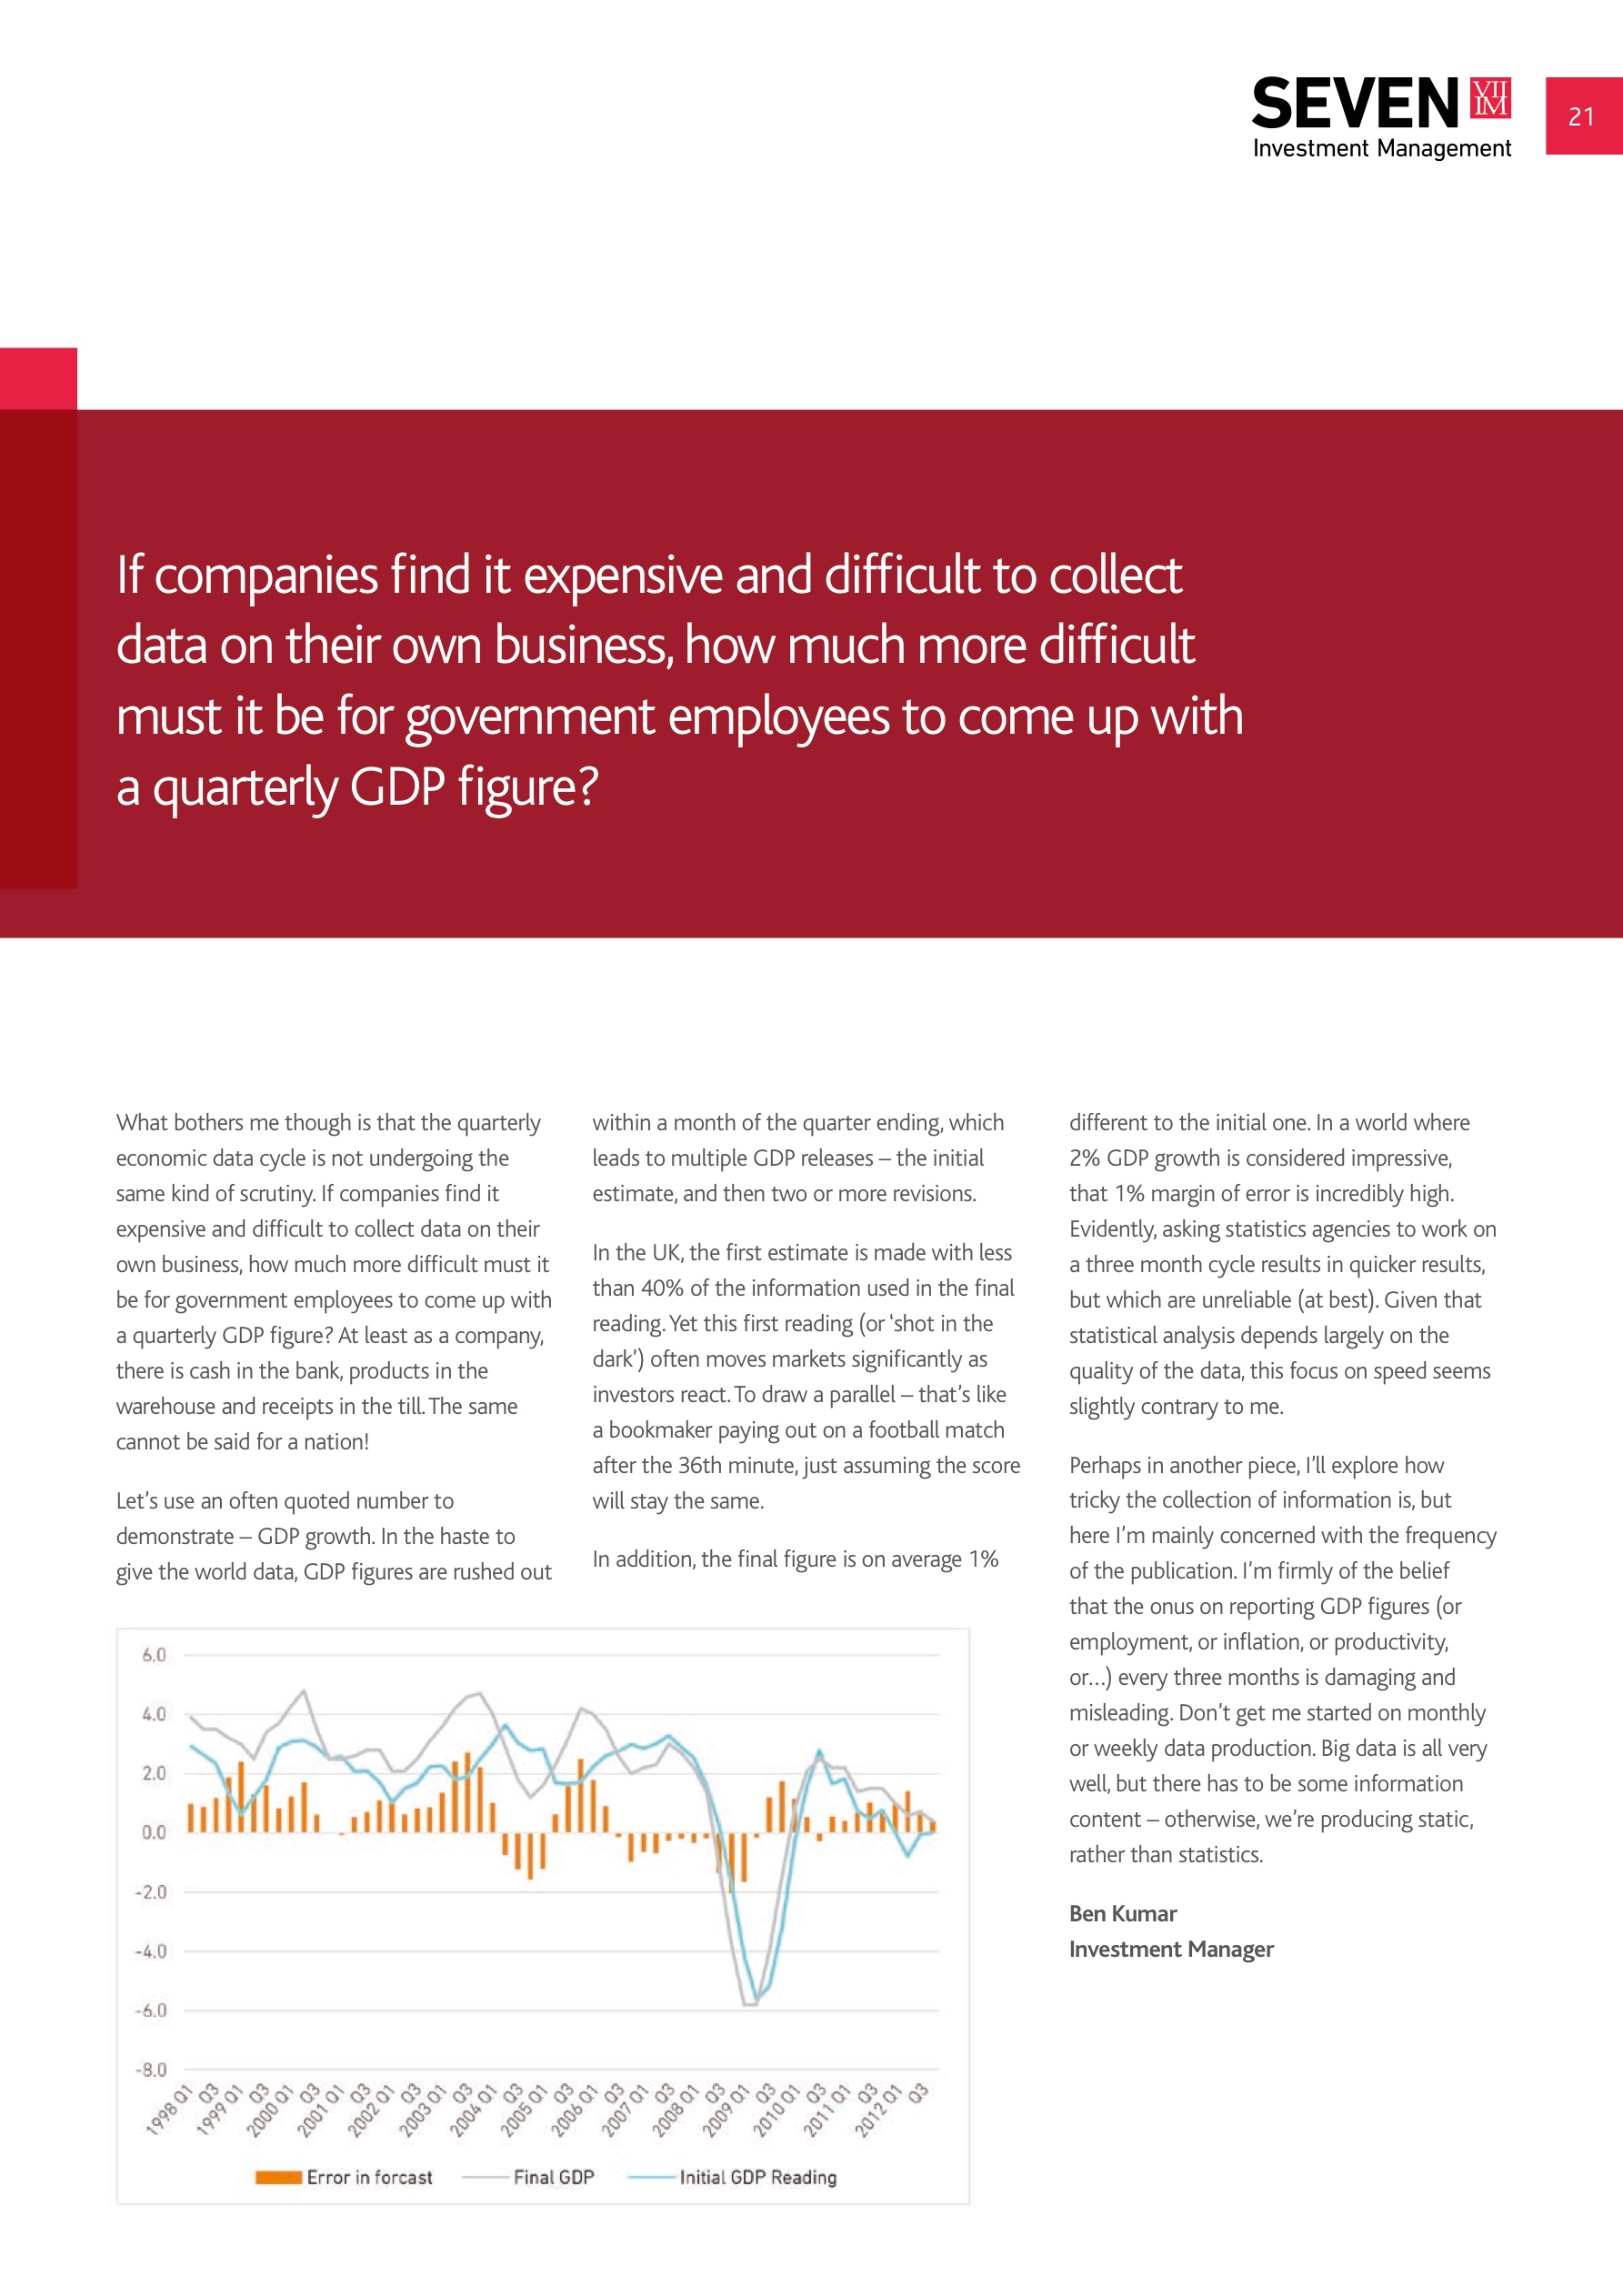 SEVEN VII IM
Investment Management
21
If companies find it expensive and difficult to collect
data on their own business, how much more difficult
must it be for government employees to come up with
a quarterly GDP figure?
What bothers me though is that the quarterly
economic data cycle is not undergoing the
same kind of scrutiny. If companies find it
expensive and difficult to collect data on their
own business, how much more difficult must it
be for government employees to come up with
a quarterly GDP figure? At least as a company,
there is cash in the bank, products in the
warehouse and receipts in the till. The same
cannot be said for a nation!
Let's use an often quoted number to
demonstrate – GDP growth. In the haste to
give the world data, GDP figures are rushed out
within a month of the quarter ending, which
leads to multiple GDP releases – the initial
estimate, and then two or more revisions.
In the UK, the first estimate is made with less
than 40% of the information used in the final
reading. Yet this first reading (or 'shot in the
dark') often moves markets significantly as
investors react. To draw a parallel – that's like
a bookmaker paying out on a football match
after the 36th minute, just assuming the score
will stay the same.
In addition, the final figure is on average 1%
different to the initial one. In a world where
2% GDP growth is considered impressive,
that 1% margin of error is incredibly high.
Evidently, asking statistics agencies to work on
a three month cycle results in quicker results,
but which are unreliable (at best). Given that
statistical analysis depends largely on the
quality of the data, this focus on speed seems
slightly contrary to me.
Perhaps in another piece, I'll explore how
tricky the collection of information is, but
here I'm mainly concerned with the frequency
of the publication. I'm firmly of the belief
that the onus on reporting GDP figures (or
employment, or inflation, or productivity,
or…) every three months is damaging and
misleading. Don't get me started on monthly
or weekly data production. Big data is all very
well, but there has to be some information
content – otherwise, we're producing static,
rather than statistics.
Ben Kumar
Investment Manager
6.0
4.0
2.0
0.0
-2.0
-4.0
-6.0
-8.0
1998 Q1 Q3 1999 Q1 Q3 2000 Q1 Q3 2001 Q1 Q3 2002 Q1 Q3 2003 Q1 Q3 2004 Q1 Q3 2005 Q1 Q3 2006 Q1 Q3 2007 Q1 Q3 2008 Q1 Q3 2009 Q1 Q3 2010 Q1 Q3 2011 Q1 Q3 2012 Q1 Q3
Error in forcast Final GDP Initial GDP Reading